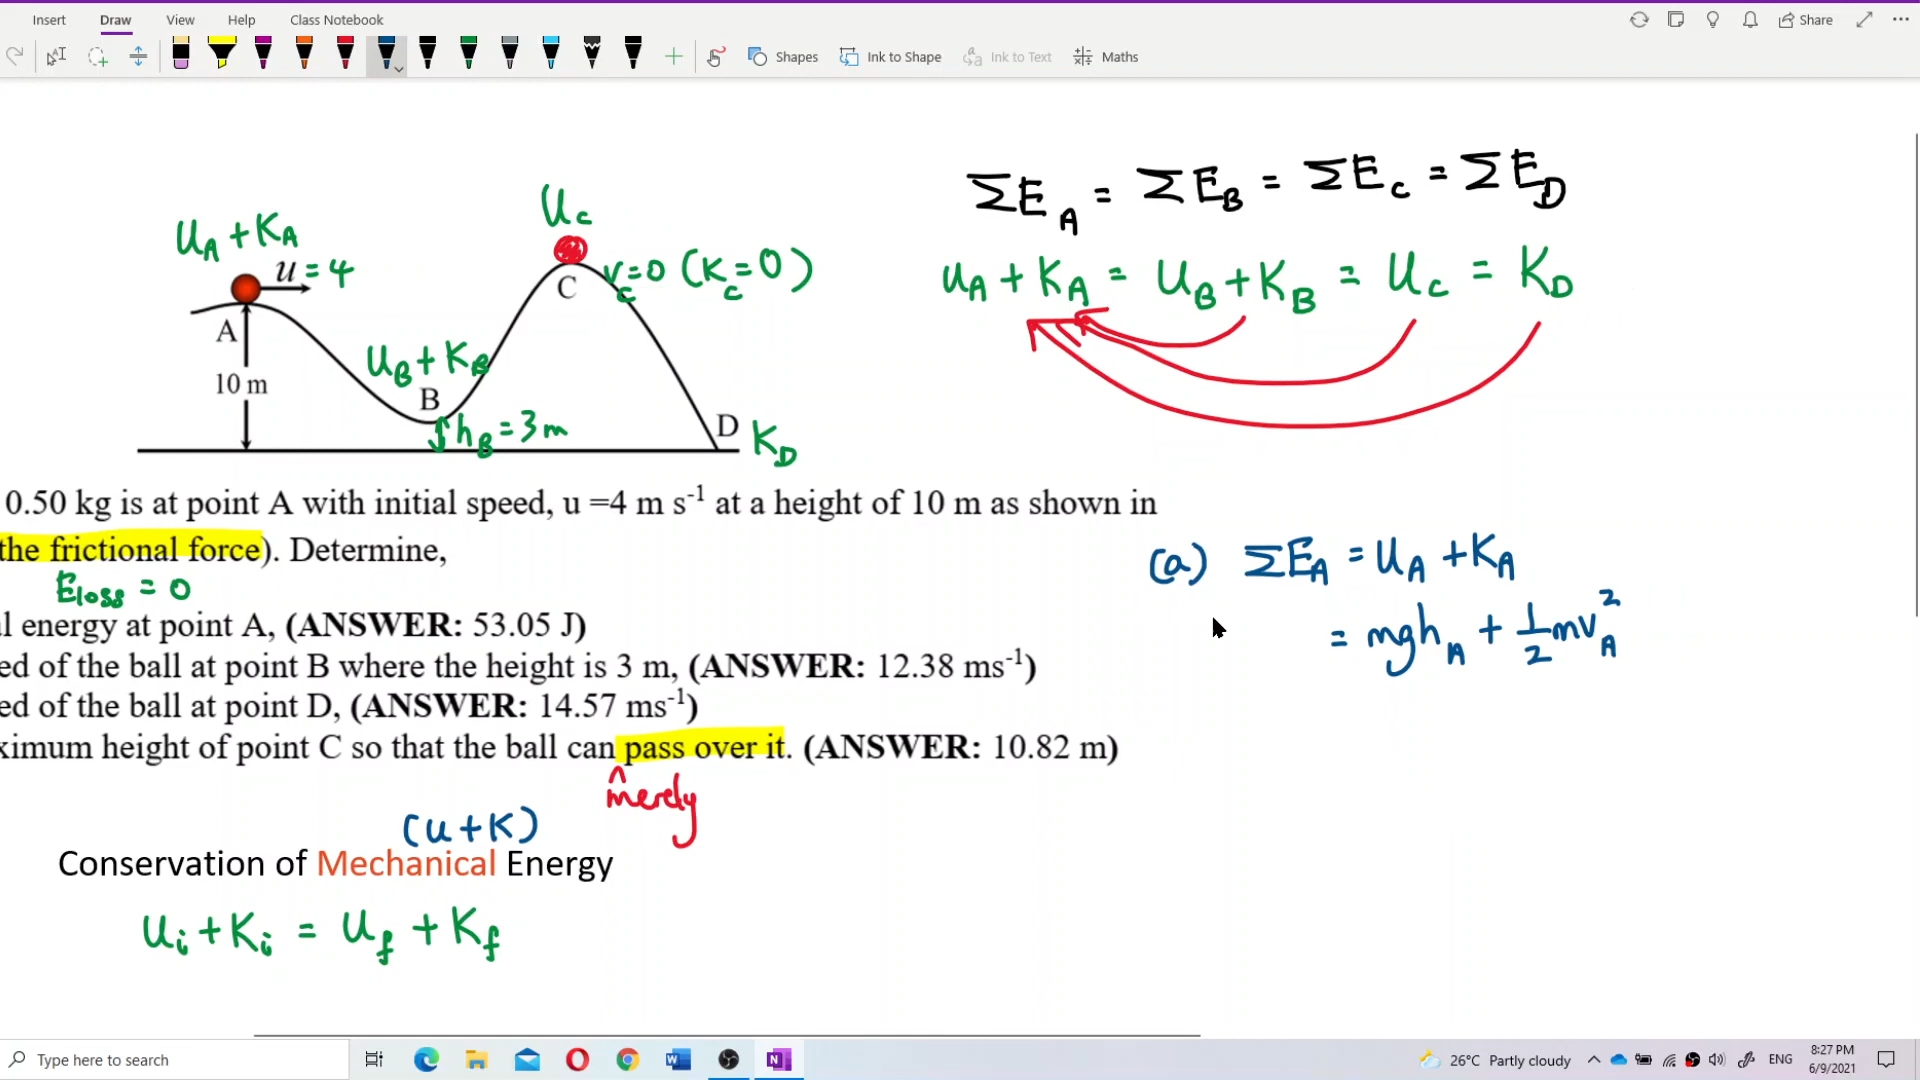 Insert Draw View Help Class Notebook Share
Shapes Ink to Shape Ink to Text Maths
ΣE_A = ΣE_B = ΣE_C = ΣE_D
U_A + K_A = U_B + K_B = U_C = K_D
U_C
U_A + K_A
u = 4
v_C = 0 (K_C = 0)
C
A
U_B + K_B
10 m
B
h_B = 3 m
D
K_D
0.50 kg is at point A with initial speed, u =4 m s⁻¹ at a height of 10 m as shown in
the frictional force). Determine,
E_loss = 0
l energy at point A, (ANSWER: 53.05 J)
ed of the ball at point B where the height is 3 m, (ANSWER: 12.38 ms⁻¹)
ed of the ball at point D, (ANSWER: 14.57 ms⁻¹)
ximum height of point C so that the ball can pass over it. (ANSWER: 10.82 m)
^
merely
(U+K)
Conservation of Mechanical Energy
U_i + K_i = U_f + K_f
(a) ΣE_A = U_A + K_A
= mgh_A + 1/2 mv_A²
Type here to search
26°C Partly cloudy
ENG
8:27 PM
6/9/2021